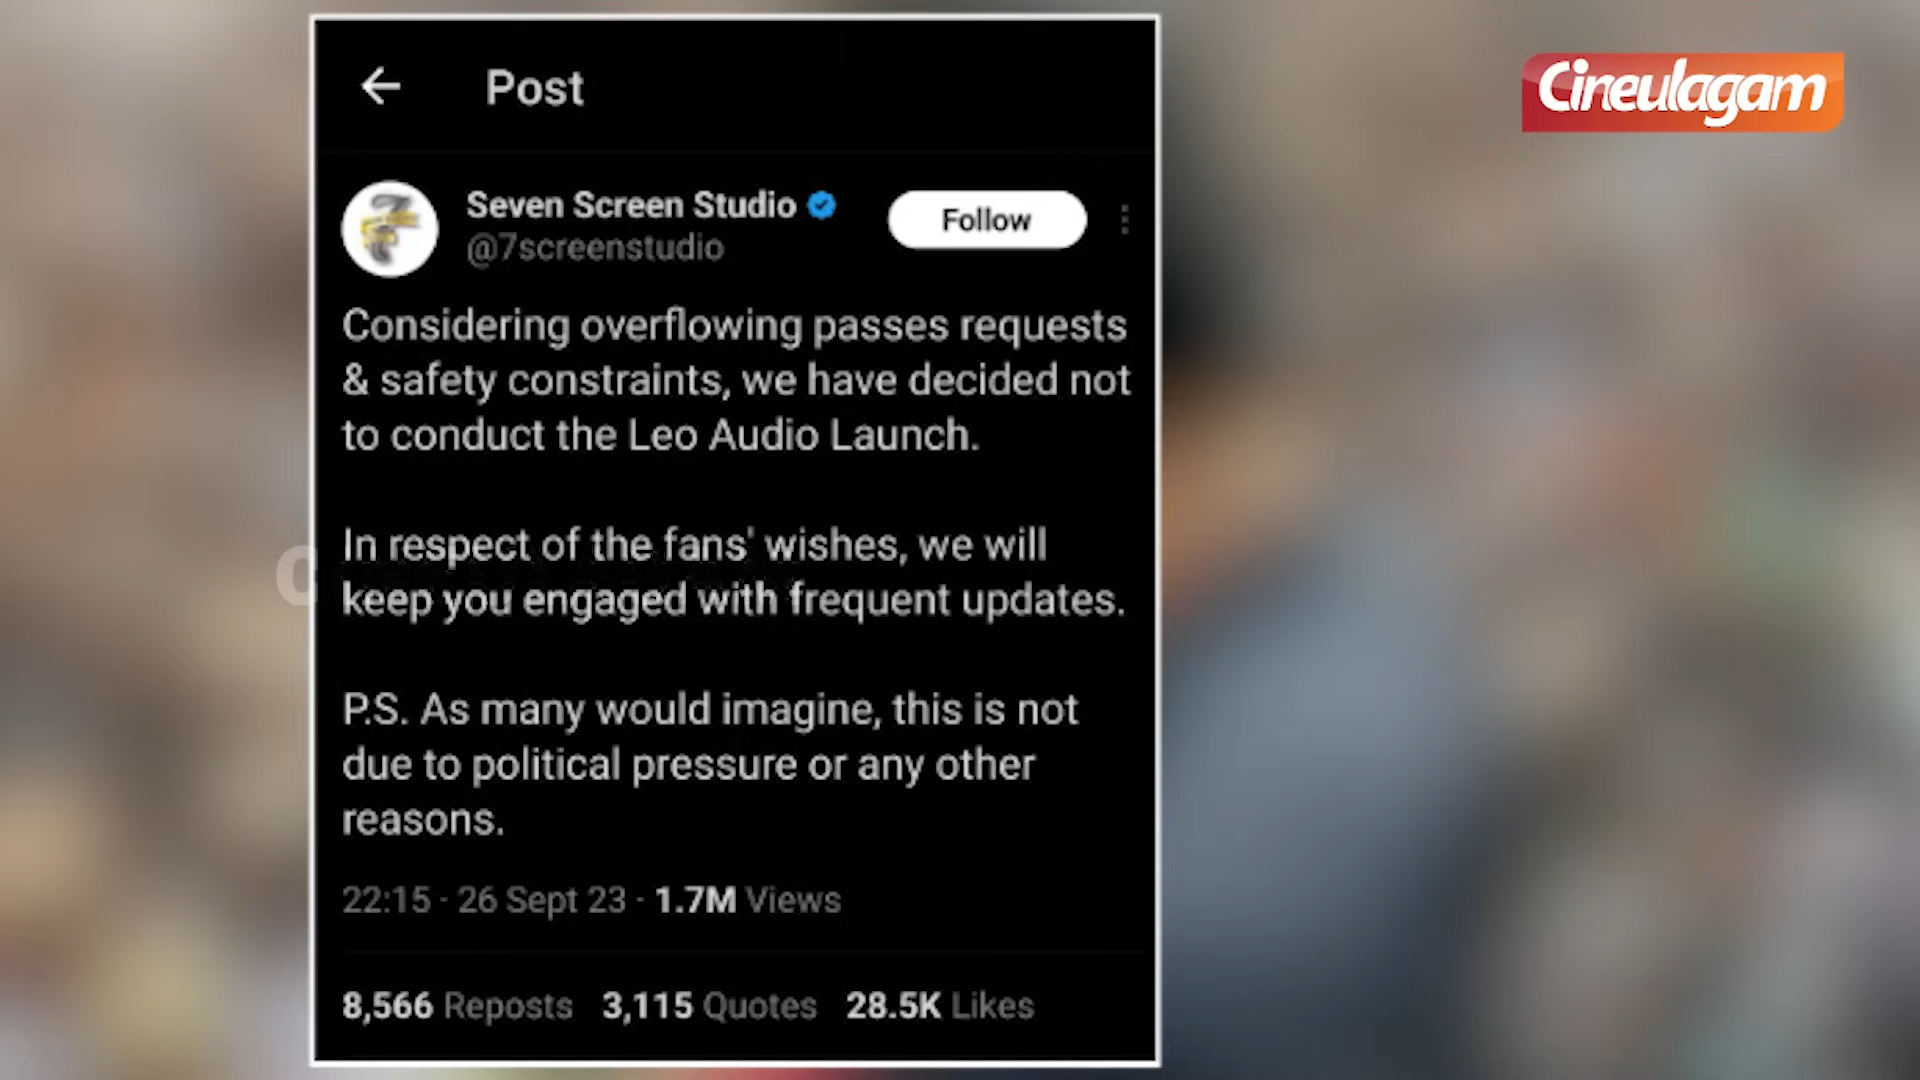 Cineulagam
Post
Seven Screen Studio
Follow
@7screenstudio
Considering overflowing passes requests
& safety constraints, we have decided not
to conduct the Leo Audio Launch.
In respect of the fans' wishes, we will
keep you engaged with frequent updates.
P.S. As many would imagine, this is not
due to political pressure or any other
reasons.
22:15 · 26 Sept 23 · 1.7M Views
8,566 Reposts 3,115 Quotes 28.5K Likes